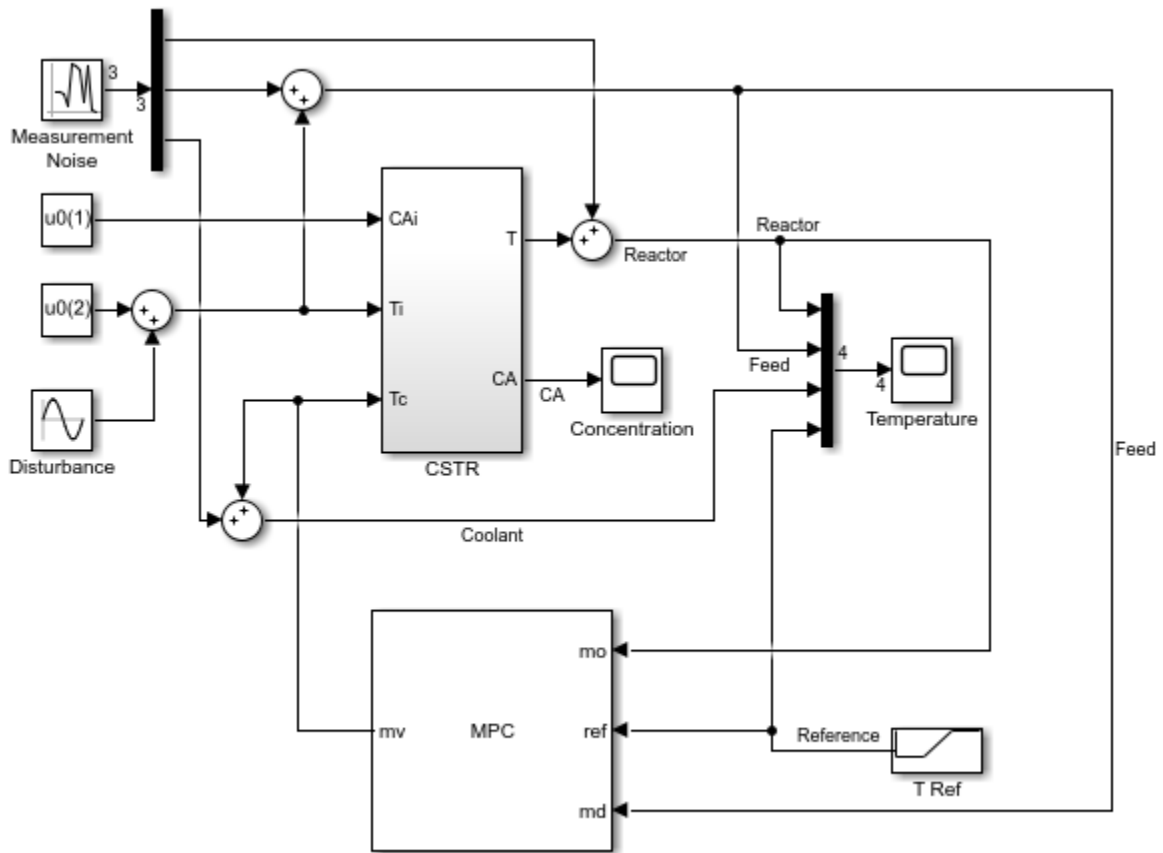 3
3
Measurement
Noise
u0(1)
CAi
T
Reactor
Reactor
u0(2)
Ti
4
4
Feed
Temperature
CA
CA
Concentration
Tc
Disturbance
CSTR
Feed
Coolant
mo
mv
MPC
ref
Reference
T Ref
md